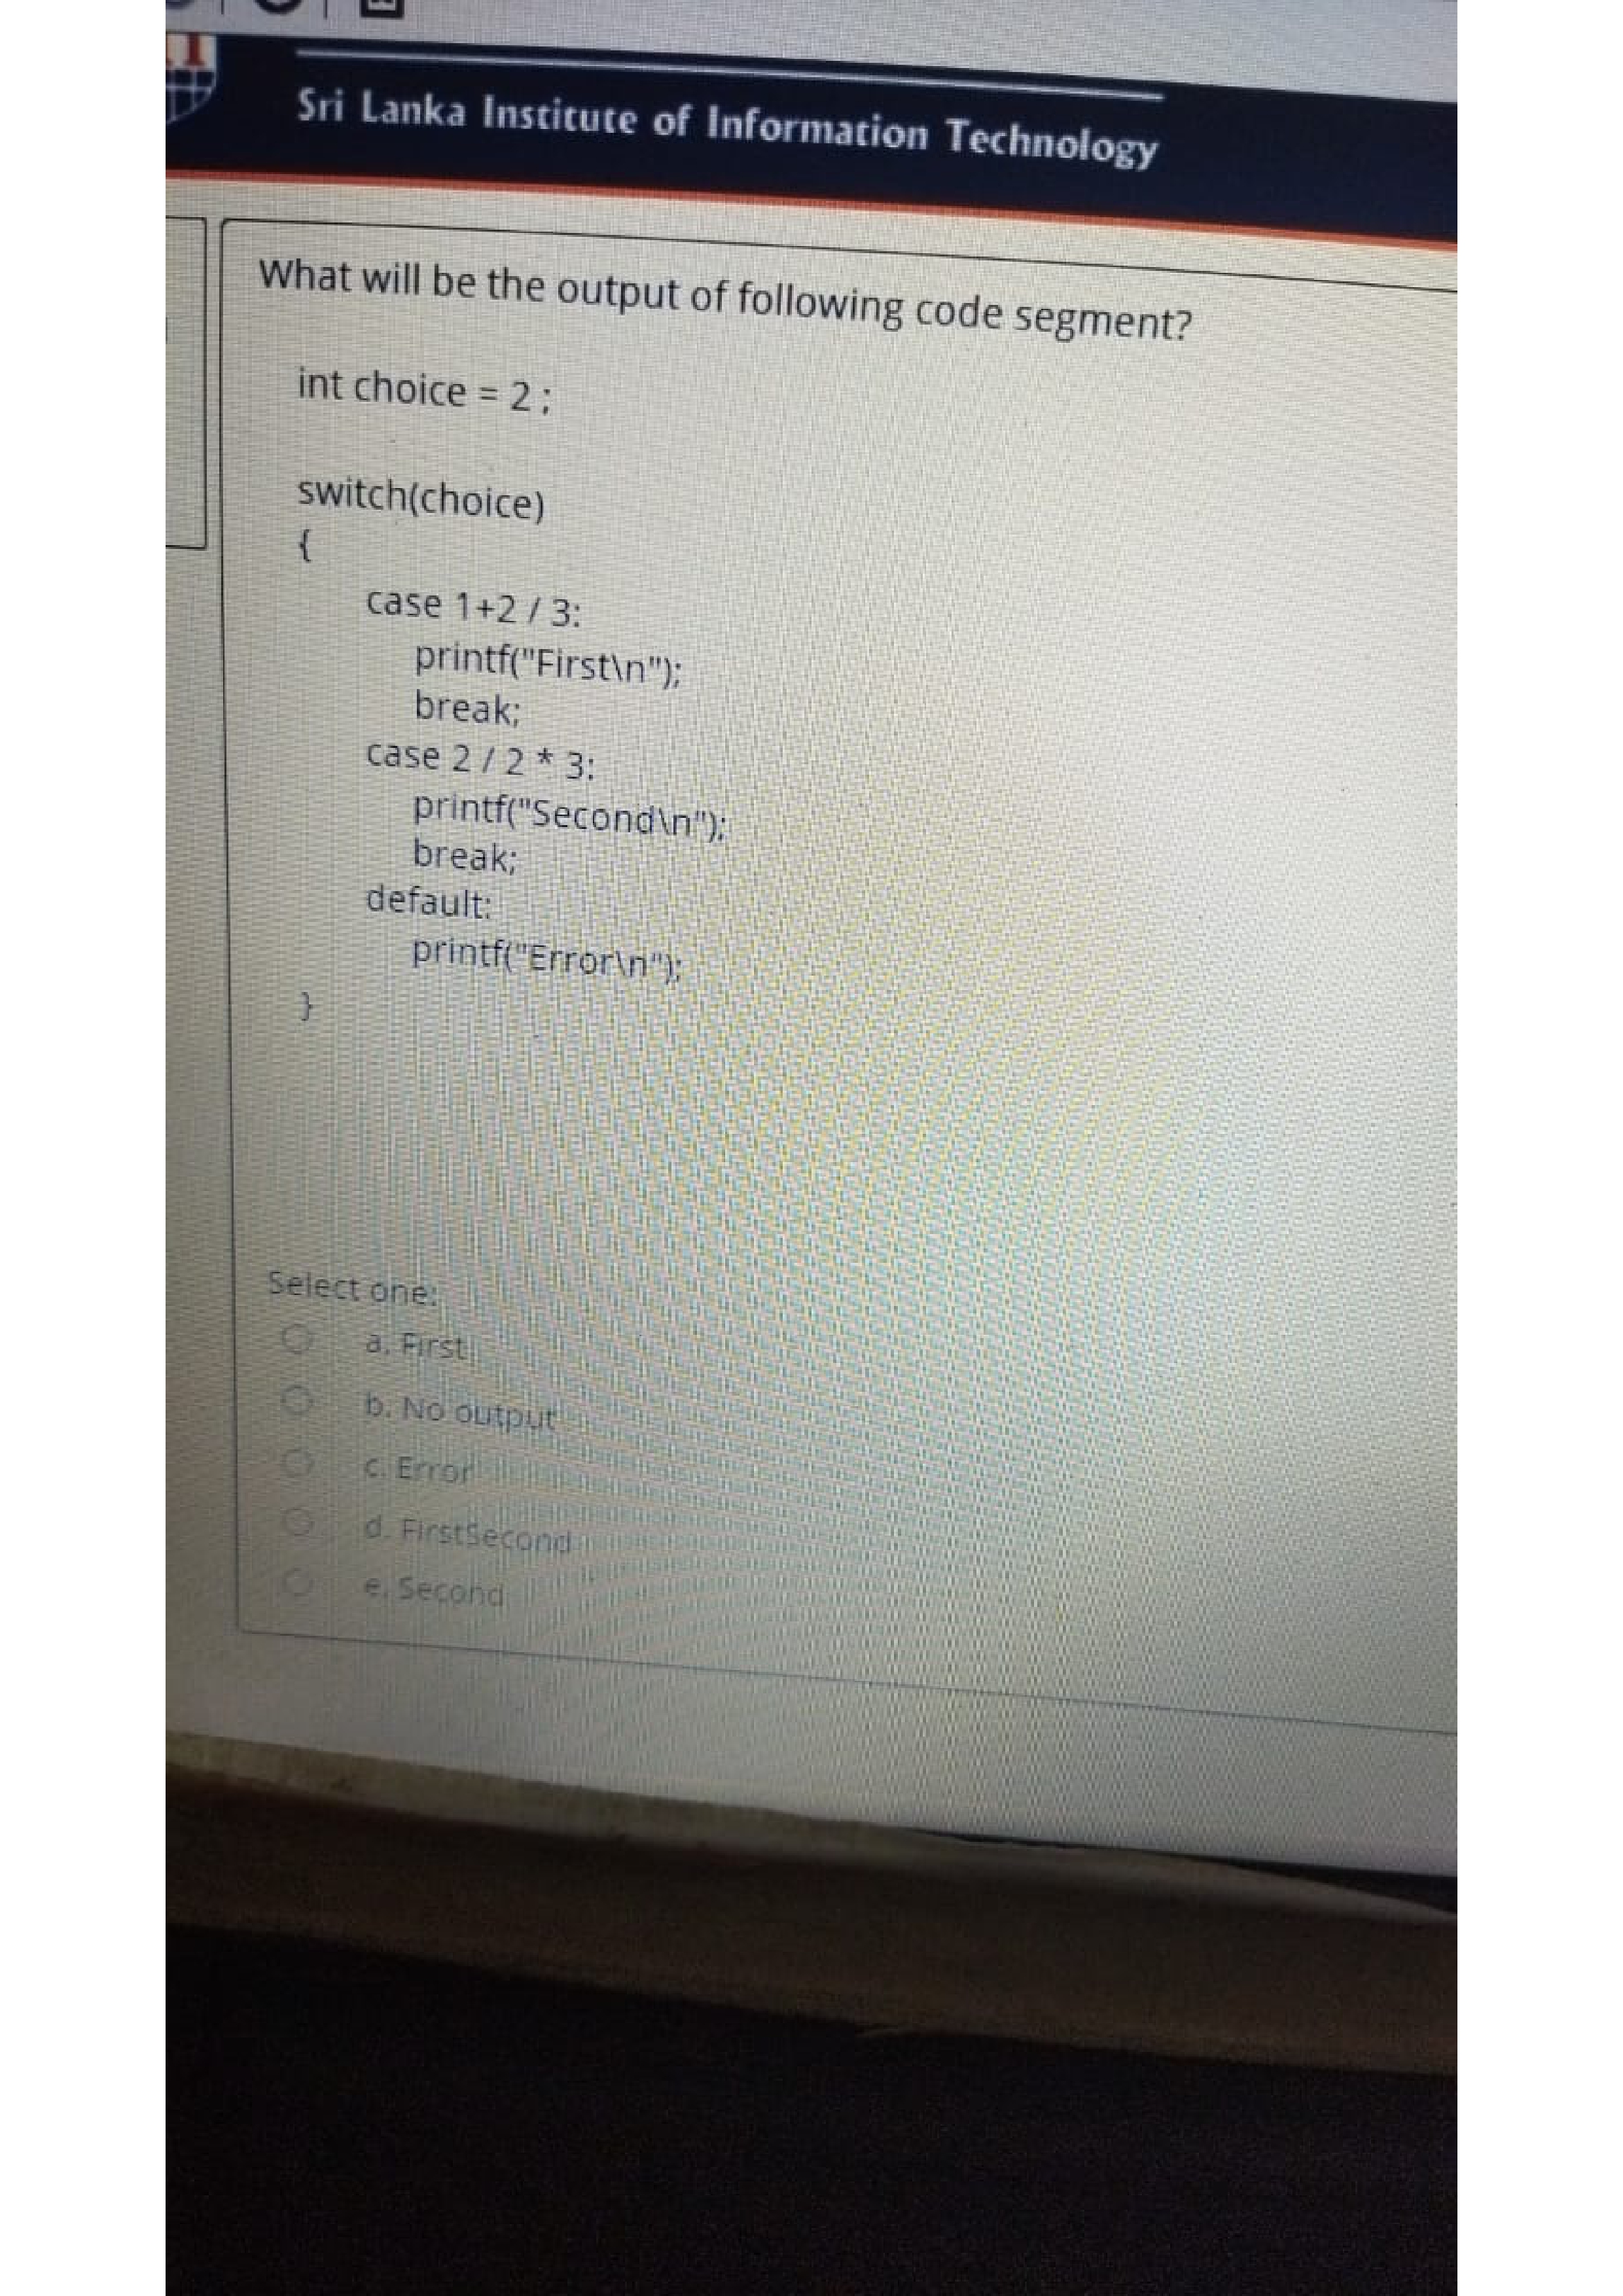 Sri Lanka Institute of Information Technology
What will be the output of following code segment?
int choice = 2 ;
switch(choice)
{
case 1+2 / 3:
printf("First\n");
break;
case 2 / 2 * 3:
printf("Second\n");
break;
default:
printf("Error\n");
}
Select one:
a. First
b. No output
c. Error
d. FirstSecond
e. Second